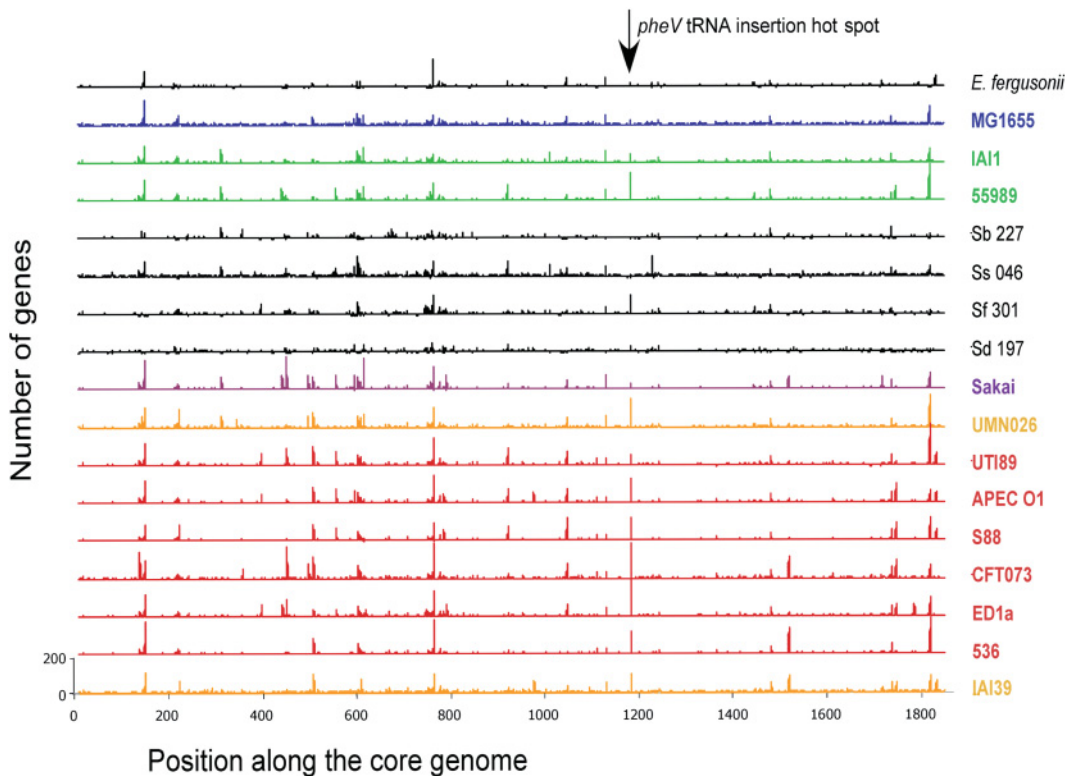 pheV tRNA insertion hot spot
E. fergusonii
MG1655
IAI1
55989
Sb 227
Ss 046
Sf 301
Sd 197
Sakai
UMN026
UTI89
APEC O1
S88
CFT073
ED1a
536
IAI39
Number of genes
200
0
0 200 400 600 800 1000 1200 1400 1600 1800
Position along the core genome